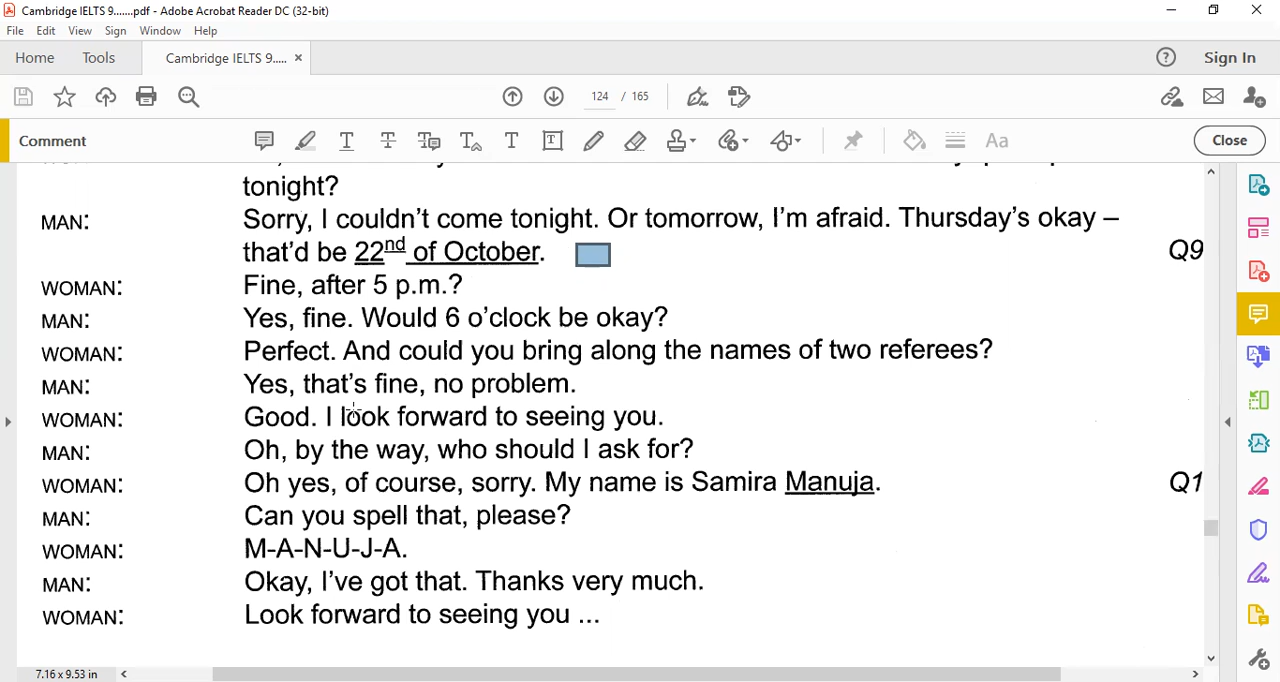 Cambridge IELTS 9.......pdf - Adobe Acrobat Reader DC (32-bit)
File Edit View Sign Window Help
Home Tools Cambridge IELTS 9..... × Sign In
124 / 165
Comment Close
tonight?
MAN: Sorry, I couldn't come tonight. Or tomorrow, I'm afraid. Thursday's okay –
that'd be 22nd of October. Q9
WOMAN: Fine, after 5 p.m.?
MAN: Yes, fine. Would 6 o'clock be okay?
WOMAN: Perfect. And could you bring along the names of two referees?
MAN: Yes, that's fine, no problem.
WOMAN: Good. I look forward to seeing you.
MAN: Oh, by the way, who should I ask for?
WOMAN: Oh yes, of course, sorry. My name is Samira Manuja. Q1
MAN: Can you spell that, please?
WOMAN: M-A-N-U-J-A.
MAN: Okay, I've got that. Thanks very much.
WOMAN: Look forward to seeing you ...
7.16 x 9.53 in